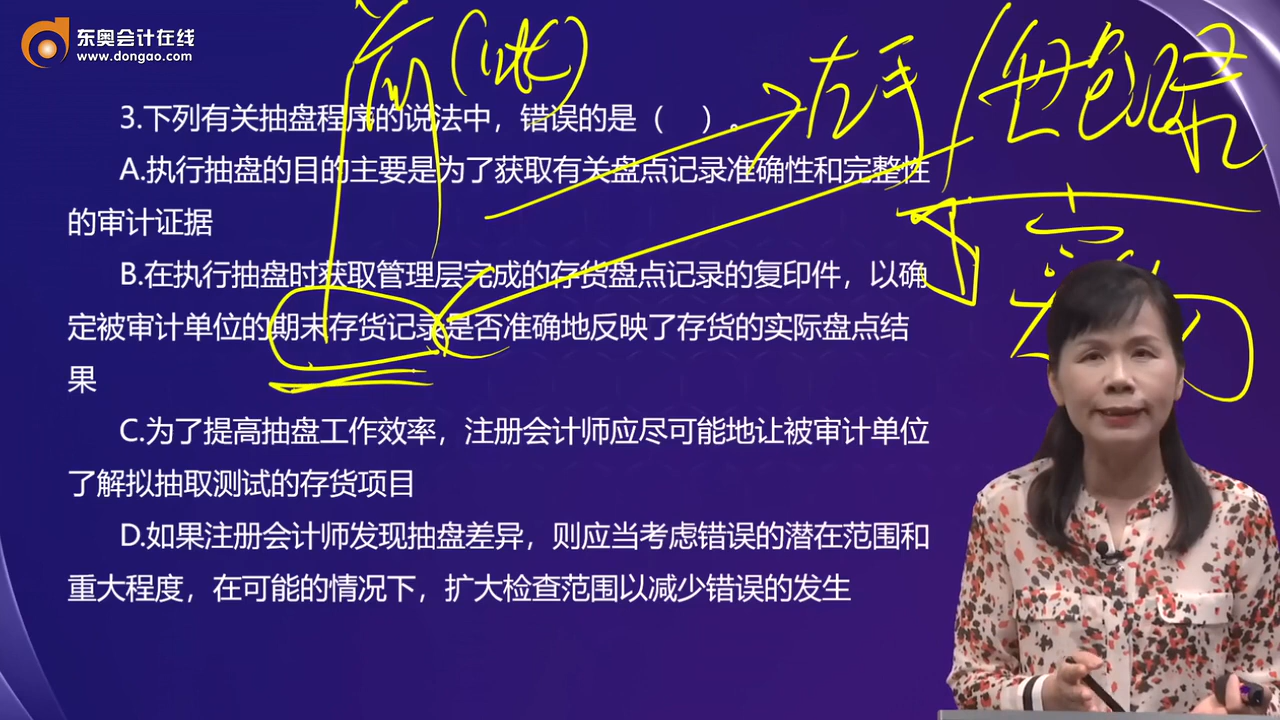 东奥会计在线
www.dongao.com
3.下列有关抽盘程序的说法中，错误的是（　）。
A.执行抽盘的目的主要是为了获取有关盘点记录准确性和完整性
的审计证据
B.在执行抽盘时获取管理层完成的存货盘点记录的复印件，以确
定被审计单位的期末存货记录是否准确地反映了存货的实际盘点结
果
C.为了提高抽盘工作效率，注册会计师应尽可能地让被审计单位
了解拟抽取测试的存货项目
D.如果注册会计师发现抽盘差异，则应当考虑错误的潜在范围和
重大程度，在可能的情况下，扩大检查范围以减少错误的发生
左手